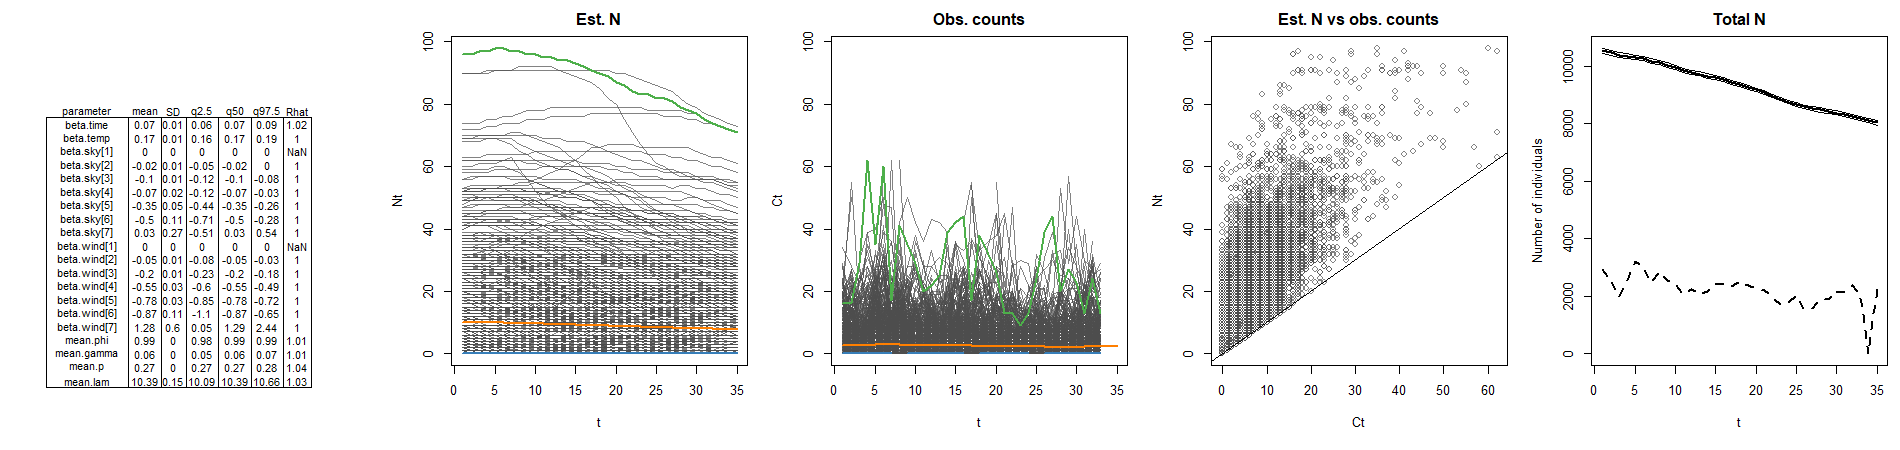 parameter mean SD q2.5 q50 q97.5 Rhat
beta.time 0.07 0.01 0.06 0.07 0.09 1.02
beta.temp 0.17 0.01 0.16 0.17 0.19 1
beta.sky[1] 0 0 0 0 0 NaN
beta.sky[2] -0.02 0.01 -0.05 -0.02 0 1
beta.sky[3] -0.1 0.01 -0.12 -0.1 -0.08 1
beta.sky[4] -0.07 0.02 -0.12 -0.07 -0.03 1
beta.sky[5] -0.35 0.05 -0.44 -0.35 -0.26 1
beta.sky[6] -0.5 0.11 -0.71 -0.5 -0.28 1
beta.sky[7] 0.03 0.27 -0.51 0.03 0.54 1
beta.wind[1] 0 0 0 0 0 NaN
beta.wind[2] -0.05 0.01 -0.08 -0.05 -0.03 1
beta.wind[3] -0.2 0.01 -0.23 -0.2 -0.18 1
beta.wind[4] -0.55 0.03 -0.6 -0.55 -0.49 1
beta.wind[5] -0.78 0.03 -0.85 -0.78 -0.72 1
beta.wind[6] -0.87 0.11 -1.1 -0.87 -0.65 1
beta.wind[7] 1.28 0.6 0.05 1.29 2.44 1
mean.phi 0.99 0 0.98 0.99 0.99 1.01
mean.gamma 0.06 0 0.05 0.06 0.07 1.01
mean.p 0.27 0 0.27 0.27 0.28 1.04
mean.lam 10.39 0.15 10.09 10.39 10.66 1.03
Est. N
Nt
100
80
60
40
20
0
0 5 10 15 20 25 30 35
t
Obs. counts
Ct
100
80
60
40
20
0
0 5 10 15 20 25 30 35
t
Est. N vs obs. counts
Nt
100
80
60
40
20
0
0 10 20 30 40 50 60
Ct
Total N
Number of individuals
10000
8000
6000
4000
2000
0
0 5 10 15 20 25 30 35
t